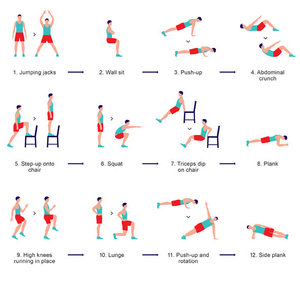 1. Jumping jacks
2. Wall sit
3. Push-up
4. Abdominal
crunch
5. Step-up onto
chair
6. Squat
7. Triceps dip
on chair
8. Plank
9. High knees
running in place
10. Lunge
11. Push-up and
rotation
12. Side plank